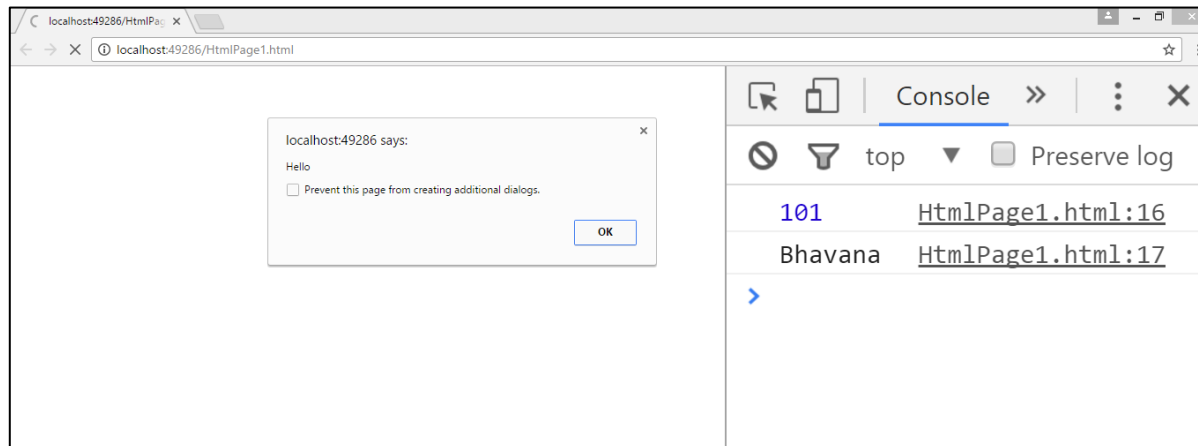 localhost:49286/HtmlPag
localhost:49286/HtmlPage1.html
localhost:49286 says:
Hello
Prevent this page from creating additional dialogs.
OK
Console
top Preserve log
101 HtmlPage1.html:16
Bhavana HtmlPage1.html:17